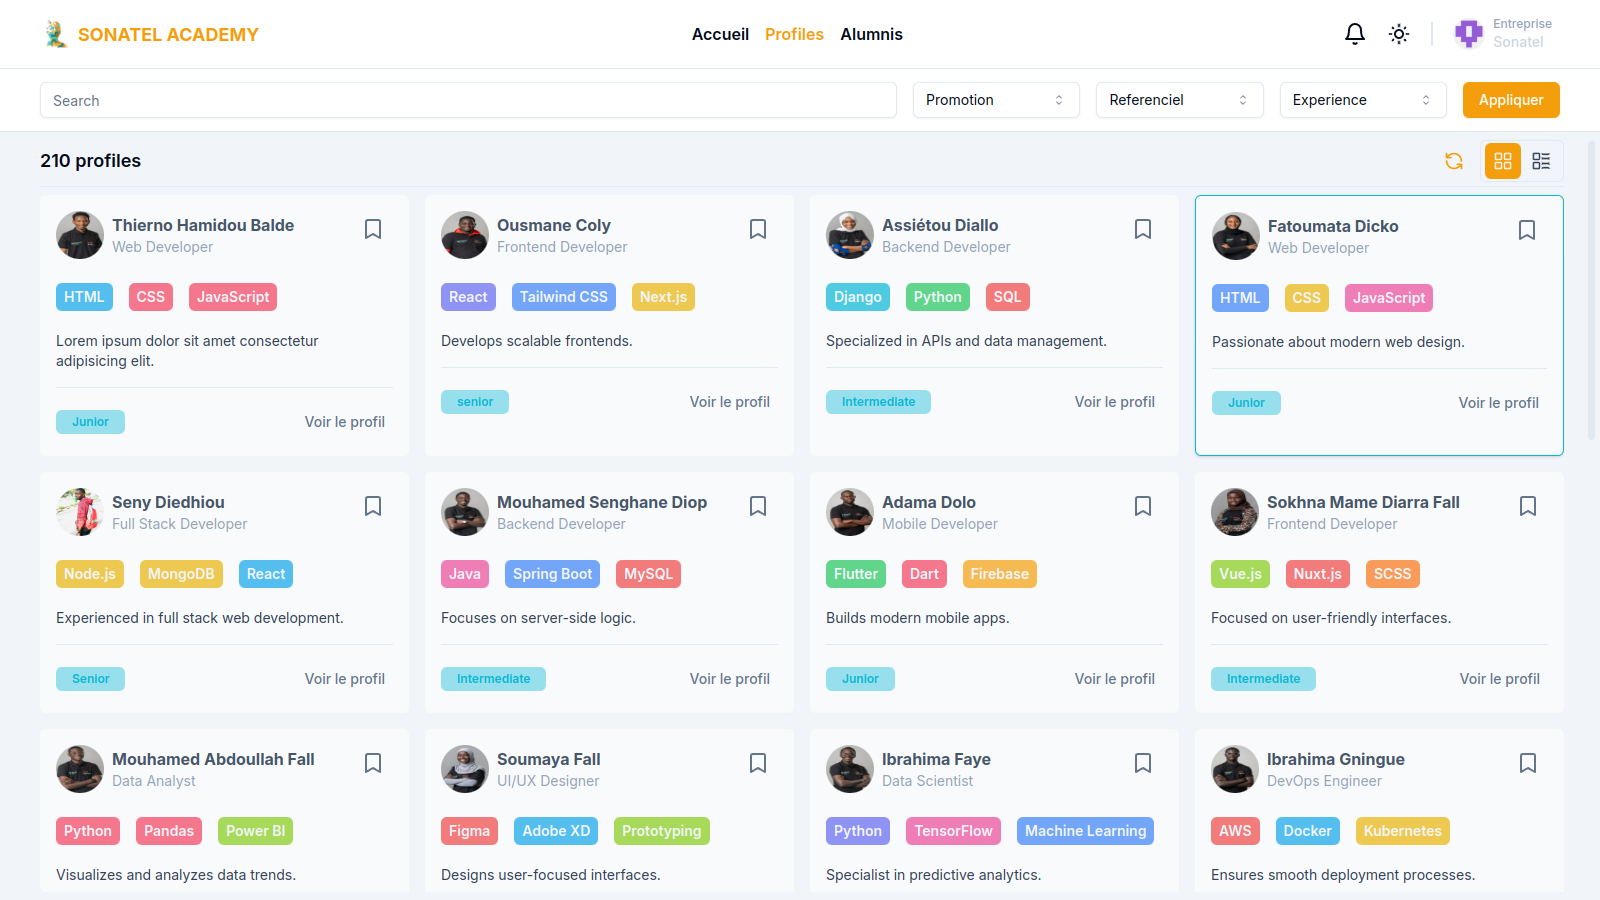 SONATEL ACADEMY
Accueil Profiles Alumnis
Entreprise
Sonatel
Search
Promotion
Referenciel
Experience
Appliquer
210 profiles
Thierno Hamidou Balde
Web Developer
HTML CSS JavaScript
Lorem ipsum dolor sit amet consectetur
adipisicing elit.
Junior
Voir le profil
Ousmane Coly
Frontend Developer
React Tailwind CSS Next.js
Develops scalable frontends.
senior
Voir le profil
Assiétou Diallo
Backend Developer
Django Python SQL
Specialized in APIs and data management.
Intermediate
Voir le profil
Fatoumata Dicko
Web Developer
HTML CSS JavaScript
Passionate about modern web design.
Junior
Voir le profil
Seny Diedhiou
Full Stack Developer
Node.js MongoDB React
Experienced in full stack web development.
Senior
Voir le profil
Mouhamed Senghane Diop
Backend Developer
Java Spring Boot MySQL
Focuses on server-side logic.
Intermediate
Voir le profil
Adama Dolo
Mobile Developer
Flutter Dart Firebase
Builds modern mobile apps.
Junior
Voir le profil
Sokhna Mame Diarra Fall
Frontend Developer
Vue.js Nuxt.js SCSS
Focused on user-friendly interfaces.
Intermediate
Voir le profil
Mouhamed Abdoullah Fall
Data Analyst
Python Pandas Power BI
Visualizes and analyzes data trends.
Soumaya Fall
UI/UX Designer
Figma Adobe XD Prototyping
Designs user-focused interfaces.
Ibrahima Faye
Data Scientist
Python TensorFlow Machine Learning
Specialist in predictive analytics.
Ibrahima Gningue
DevOps Engineer
AWS Docker Kubernetes
Ensures smooth deployment processes.